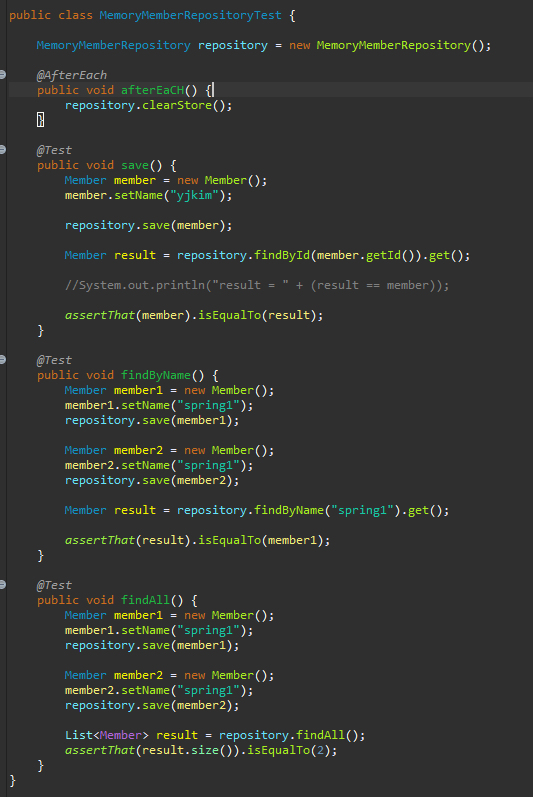 public class MemoryMemberRepositoryTest {
MemoryMemberRepository repository = new MemoryMemberRepository();
@AfterEach
public void afterEaCH() {
repository.clearStore();
}
@Test
public void save() {
Member member = new Member();
member.setName("yjkim");
repository.save(member);
Member result = repository.findById(member.getId()).get();
//System.out.println("result = " + (result == member));
assertThat(member).isEqualTo(result);
}
@Test
public void findByName() {
Member member1 = new Member();
member1.setName("spring1");
repository.save(member1);
Member member2 = new Member();
member2.setName("spring1");
repository.save(member2);
Member result = repository.findByName("spring1").get();
assertThat(result).isEqualTo(member1);
}
@Test
public void findAll() {
Member member1 = new Member();
member1.setName("spring1");
repository.save(member1);
Member member2 = new Member();
member2.setName("spring1");
repository.save(member2);
List<Member> result = repository.findAll();
assertThat(result.size()).isEqualTo(2);
}
}